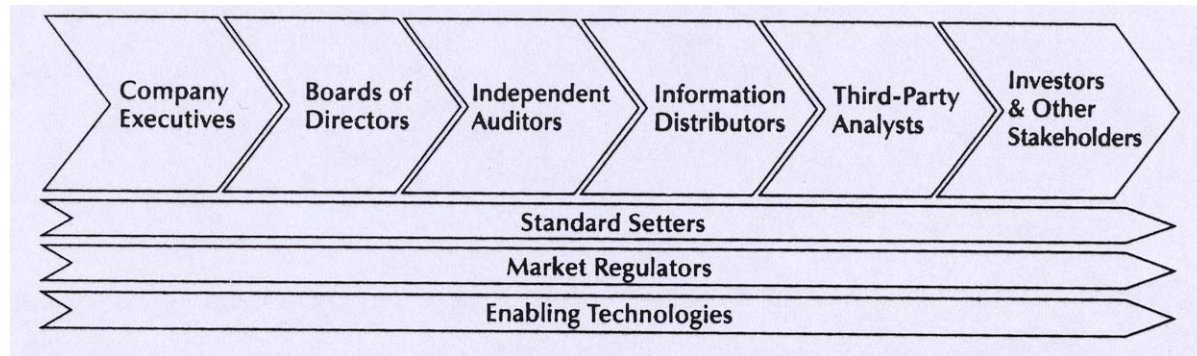 Company
Executives
Boards of
Directors
Independent
Auditors
Information
Distributors
Third-Party
Analysts
Investors
& Other
Stakeholders
Standard Setters
Market Regulators
Enabling Technologies